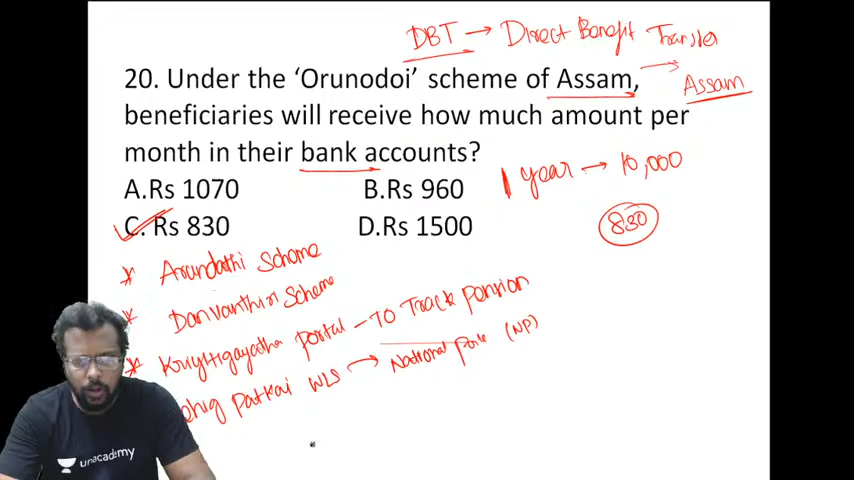 DBT → Direct Benefit Transfer
20. Under the ‘Orunodoi’ scheme of Assam, → Assam
beneficiaries will receive how much amount per
month in their bank accounts?
1 year → 10,000
A.Rs 1070 B.Rs 960
C. Rs 830 D.Rs 1500
830
* Arundathi Scheme
* Danvanthiri Scheme
* portal - To Track pension
Patkai WLS → National Park (NP)
unacademy